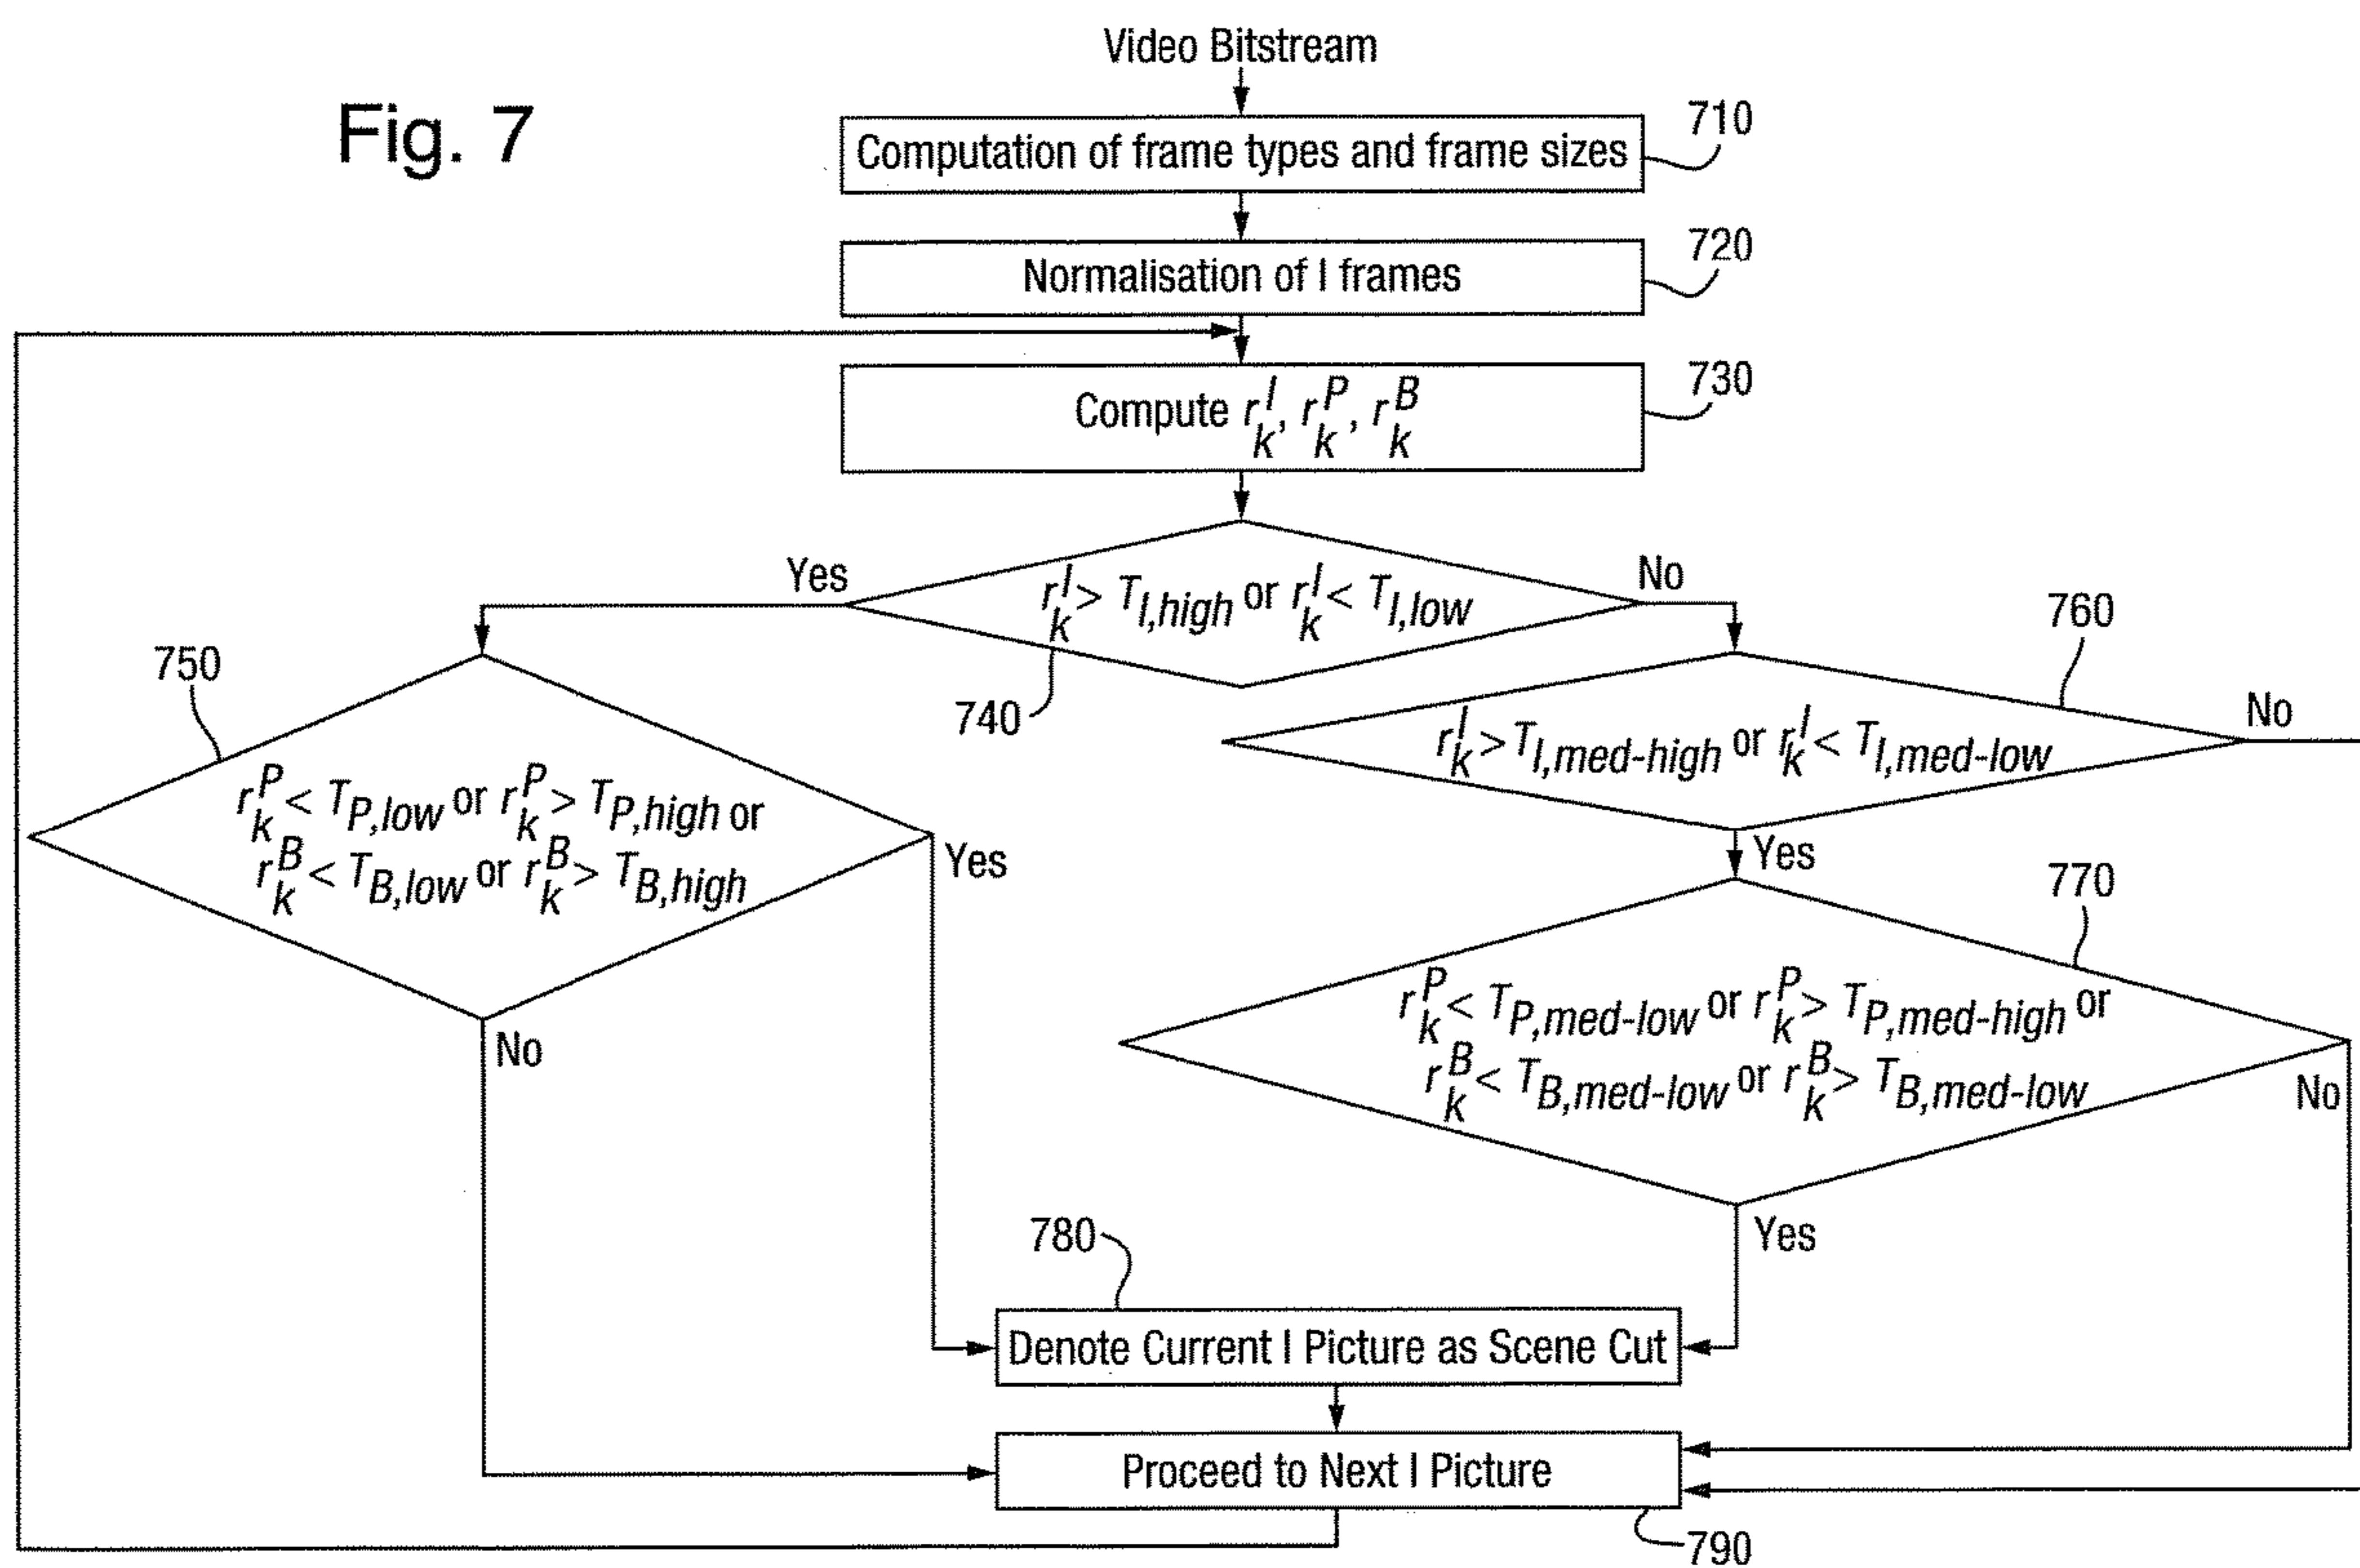 Video Bitstream
Fig. 7
710
Computation of frame types and frame sizes
720
Normalisation of I frames
730
Compute r_k^I, r_k^P, r_k^B
Yes
No
r_k^I > T_I,high or r_k^I < T_I,low
740
760
750
No
r_k^I > T_I,med-high or r_k^I < T_I,med-low
r_k^P < T_P,low or r_k^P > T_P,high or
r_k^B < T_B,low or r_k^B > T_B,high
Yes
Yes
770
r_k^P < T_P,med-low or r_k^P > T_P,med-high or
r_k^B < T_B,med-low or r_k^B > T_B,med-low
No
No
780
Yes
Denote Current I Picture as Scene Cut
Proceed to Next I Picture
790